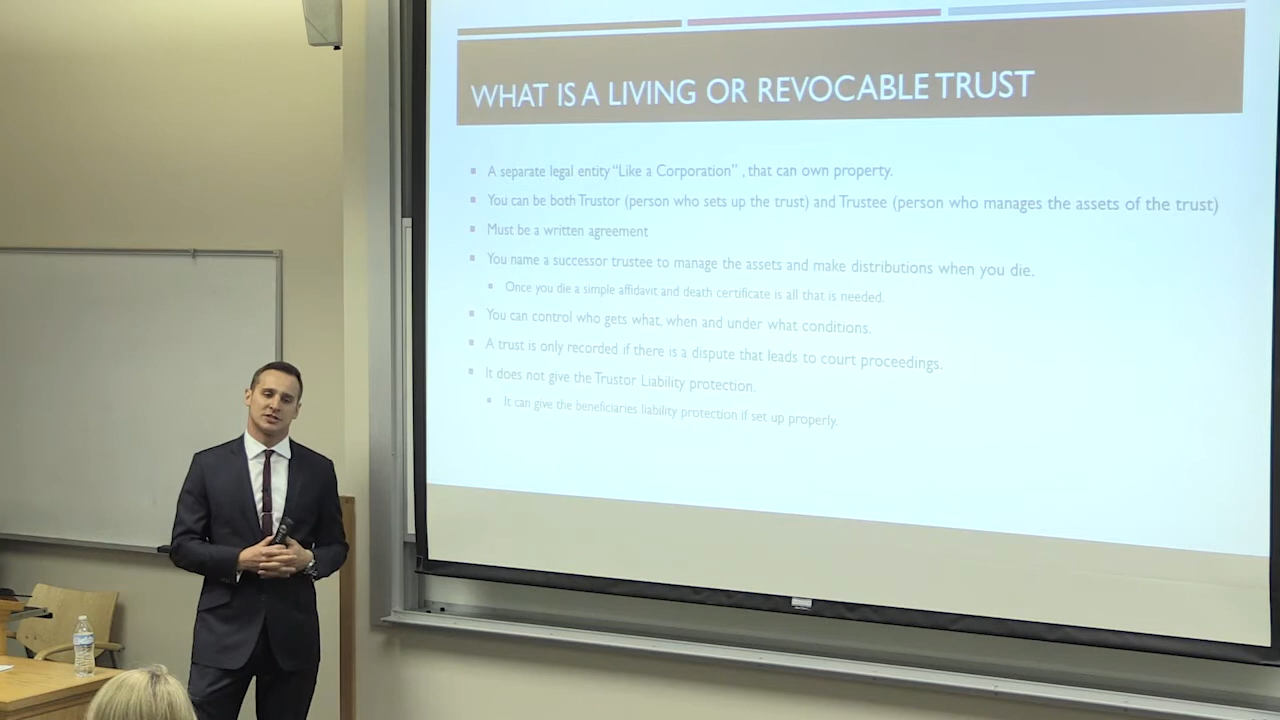 WHAT IS A LIVING OR REVOCABLE TRUST
A separate legal entity “Like a Corporation” , that can own property.
You can be both Trustor (person who sets up the trust) and Trustee (person who manages the assets of the trust)
Must be a written agreement
You name a successor trustee to manage the assets and make distributions when you die.
Once you die a simple affidavit and death certificate is all that is needed.
You can control who gets what, when and under what conditions.
A trust is only recorded if there is a dispute that leads to court proceedings.
It does not give the Trustor Liability protection.
It can give the beneficiaries liability protection if set up properly.